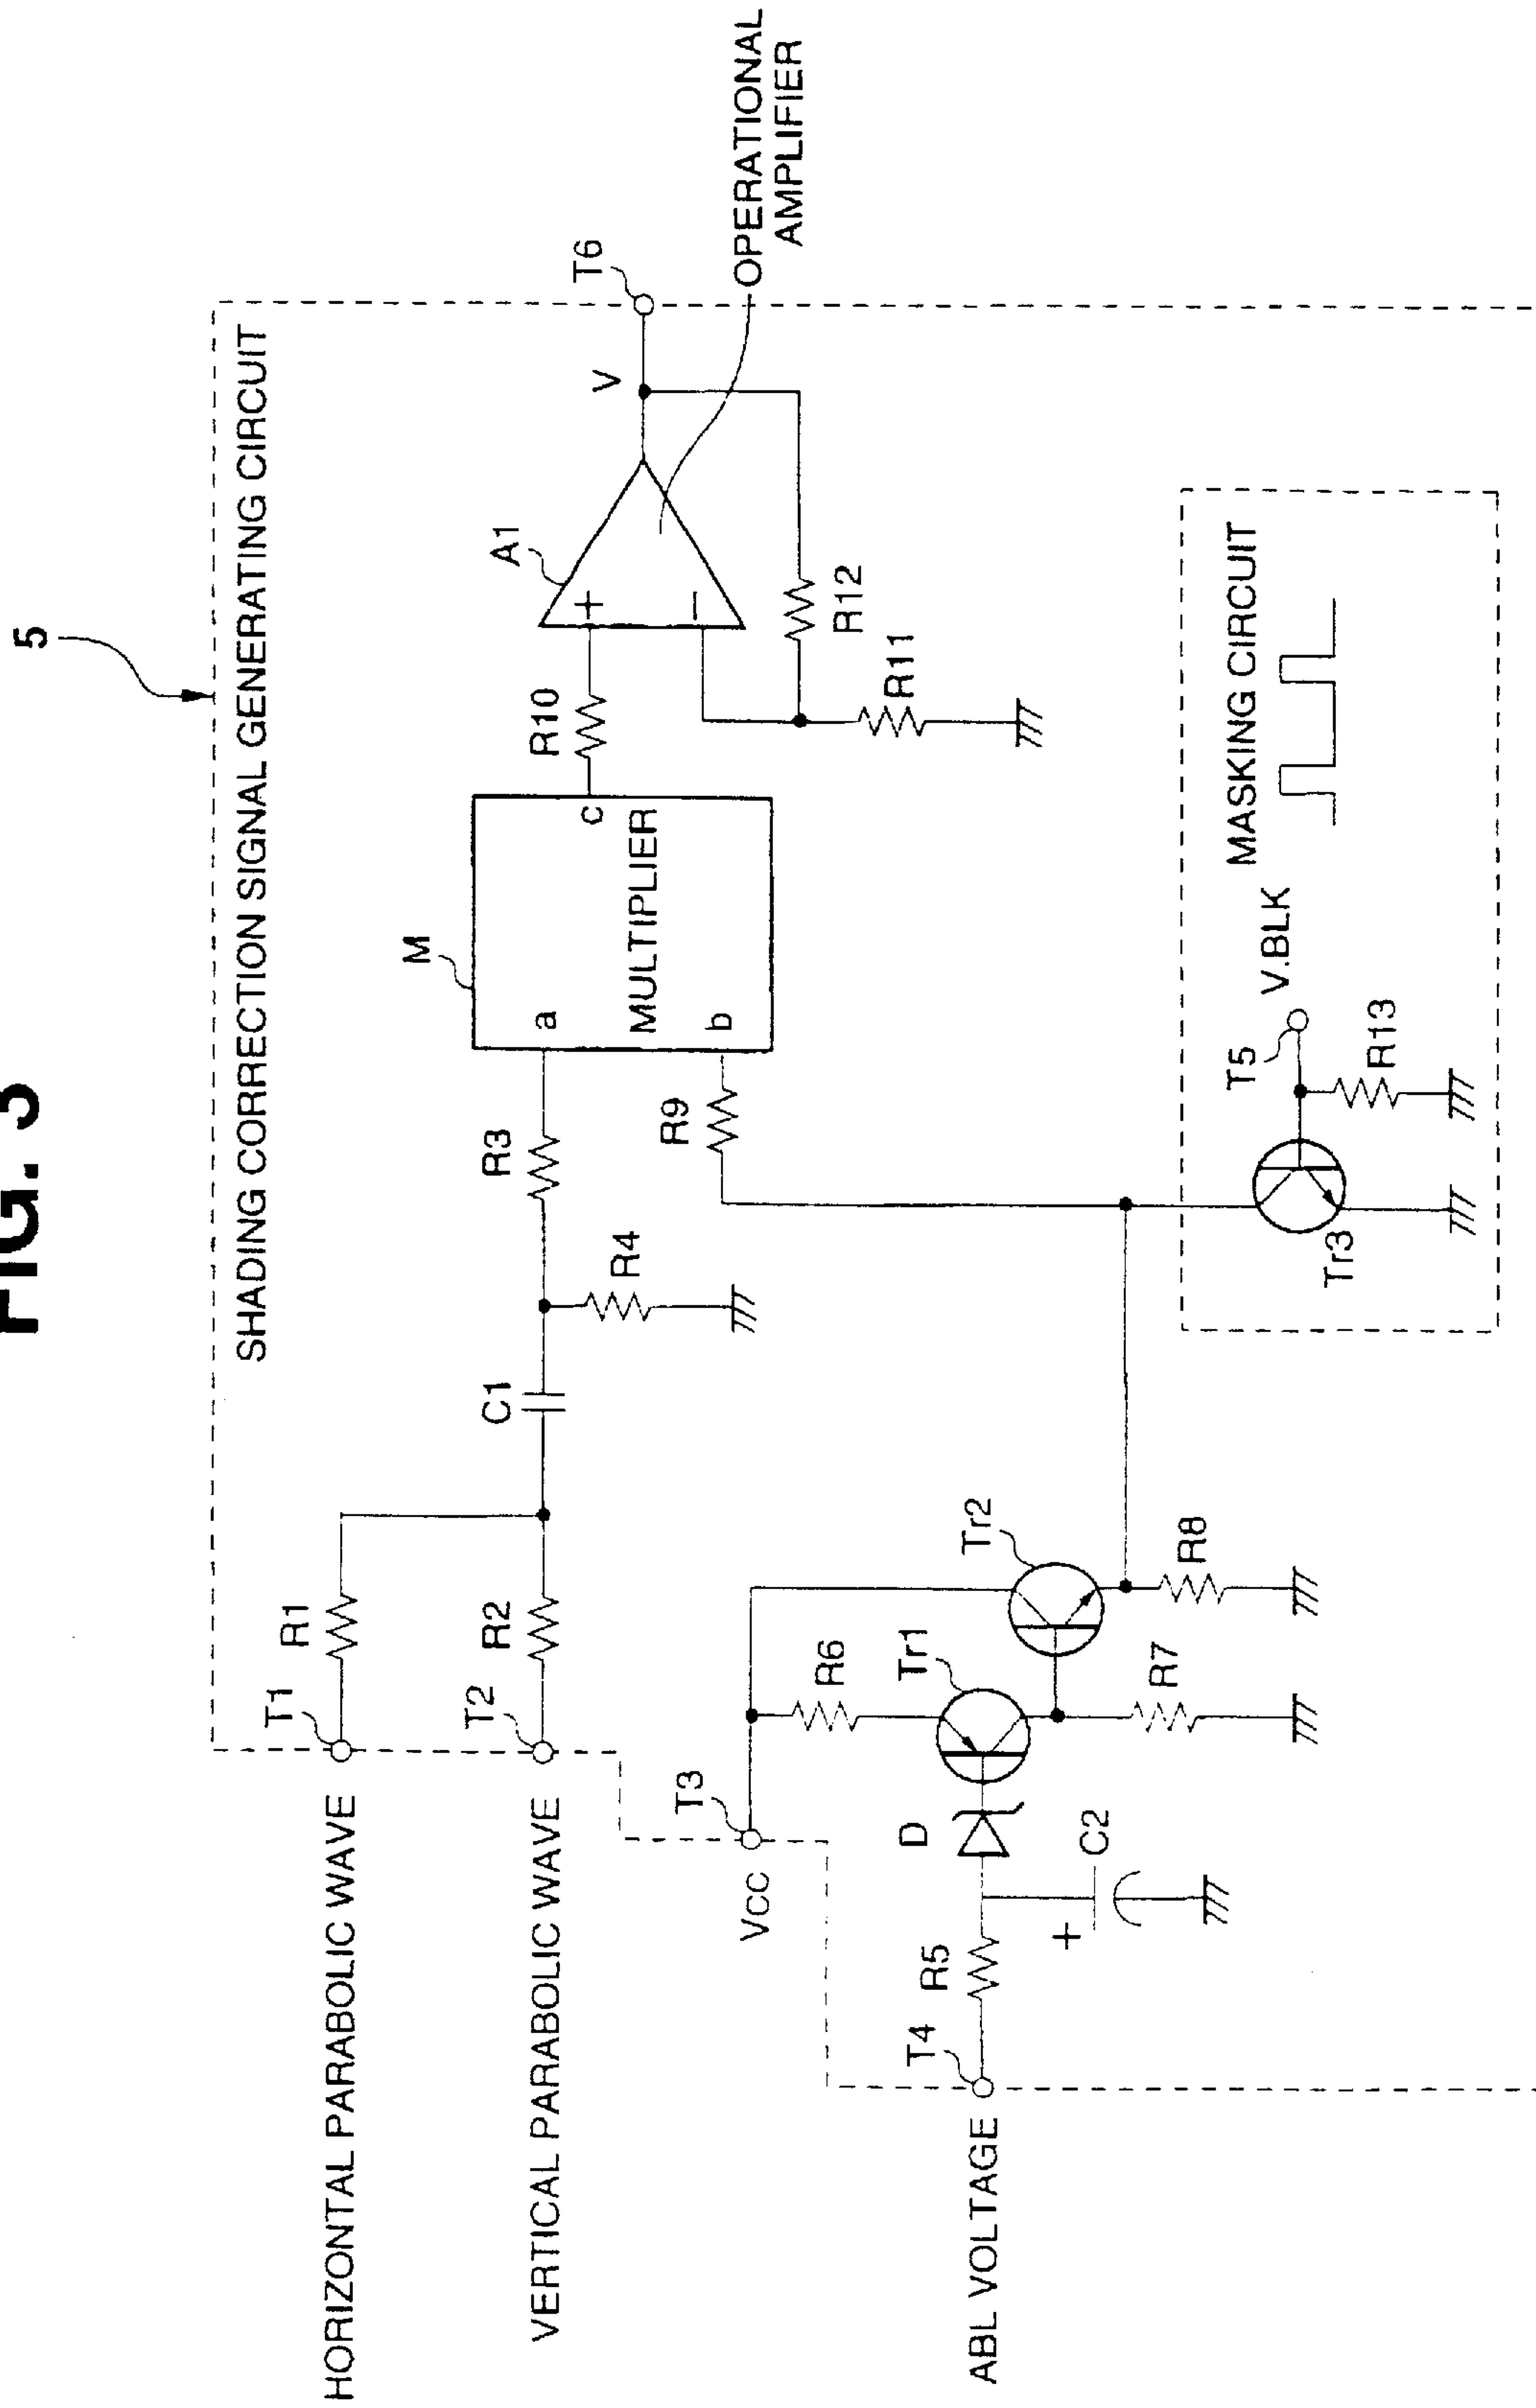 FIG. 3
5
SHADING CORRECTION SIGNAL GENERATING CIRCUIT
HORIZONTAL PARABOLIC WAVE
T1
R1
VERTICAL PARABOLIC WAVE
T2
R2
C1
R4
R3
M
a
b
c
MULTIPLIER
R10
A1
+
−
V
T6
OPERATIONAL
AMPLIFIER
R12
R11
R9
Vcc
T3
R6
Tr1
Tr2
ABL VOLTAGE
T4
R5
D
C2
+
R7
R8
MASKING CIRCUIT
T5
V.BLK
Tr3
R13